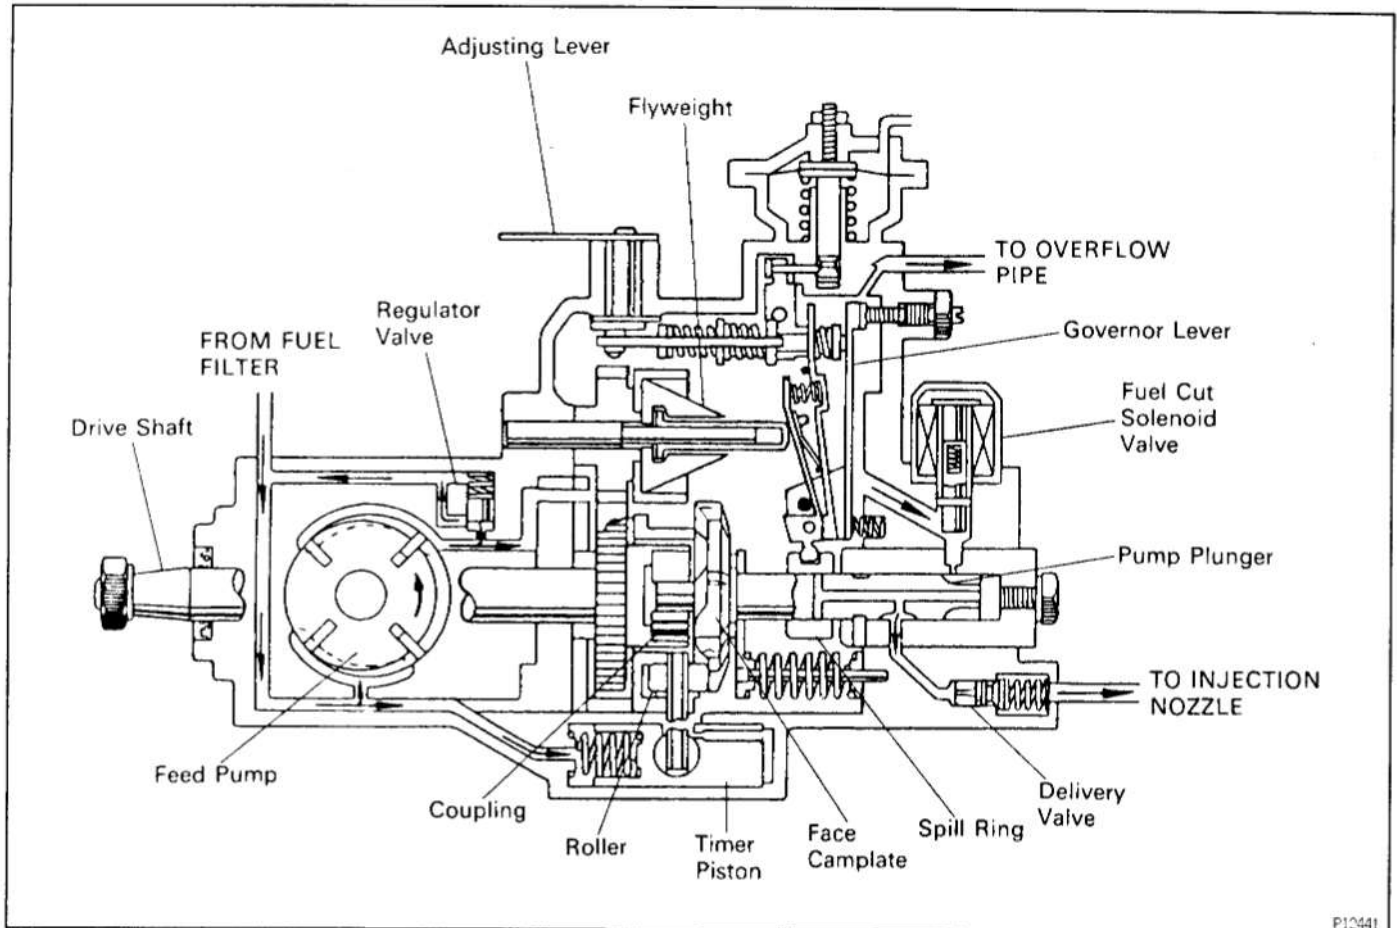 Adjusting Lever
Flyweight
TO OVERFLOW
PIPE
Regulator
Valve
FROM FUEL
FILTER
Governor Lever
Fuel Cut
Solenoid
Valve
Drive Shaft
Pump Plunger
TO INJECTION
NOZZLE
Feed Pump
Coupling
Roller
Timer
Piston
Face
Camplate
Spill Ring
Delivery
Valve